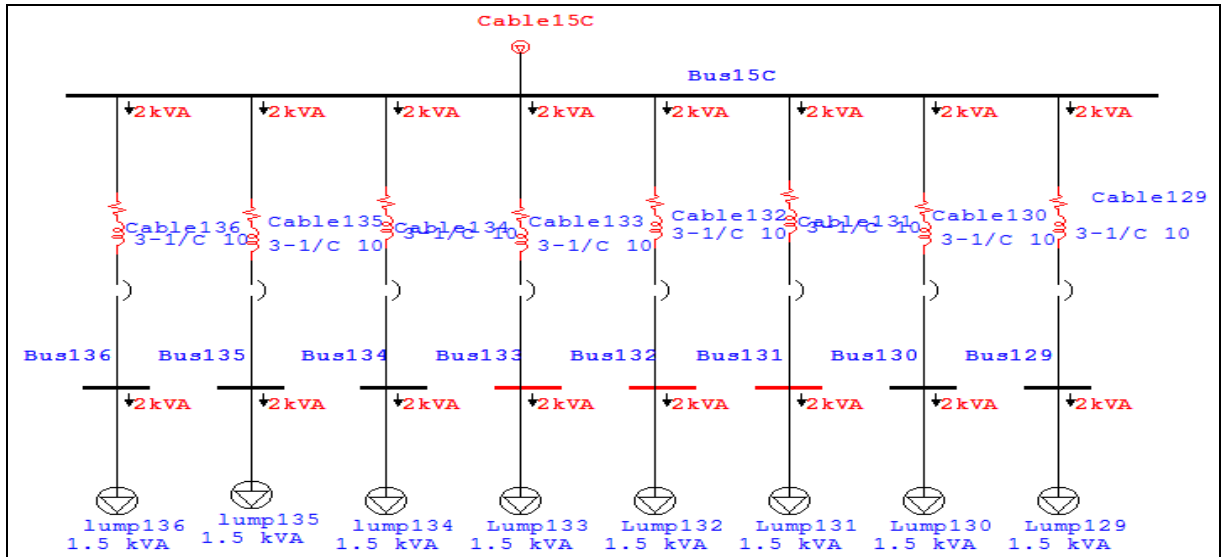 Cable15C
Bus15C
2kVA 2kVA 2kVA 2kVA 2kVA 2kVA 2kVA 2kVA
Cable136 Cable135 Cable134 Cable133 Cable132 Cable131 Cable130 Cable129
3-1/C 10 3-1/C 10 3-1/C 10 3-1/C 10 3-1/C 10 3-1/C 10 3-1/C 10 3-1/C 10
Bus136 Bus135 Bus134 Bus133 Bus132 Bus131 Bus130 Bus129
2kVA 2kVA 2kVA 2kVA 2kVA 2kVA 2kVA 2kVA
lump136 lump135 lump134 Lump133 Lump132 Lump131 Lump130 Lump129
1.5 kVA 1.5 kVA 1.5 kVA 1.5 kVA 1.5 kVA 1.5 kVA 1.5 kVA 1.5 kVA